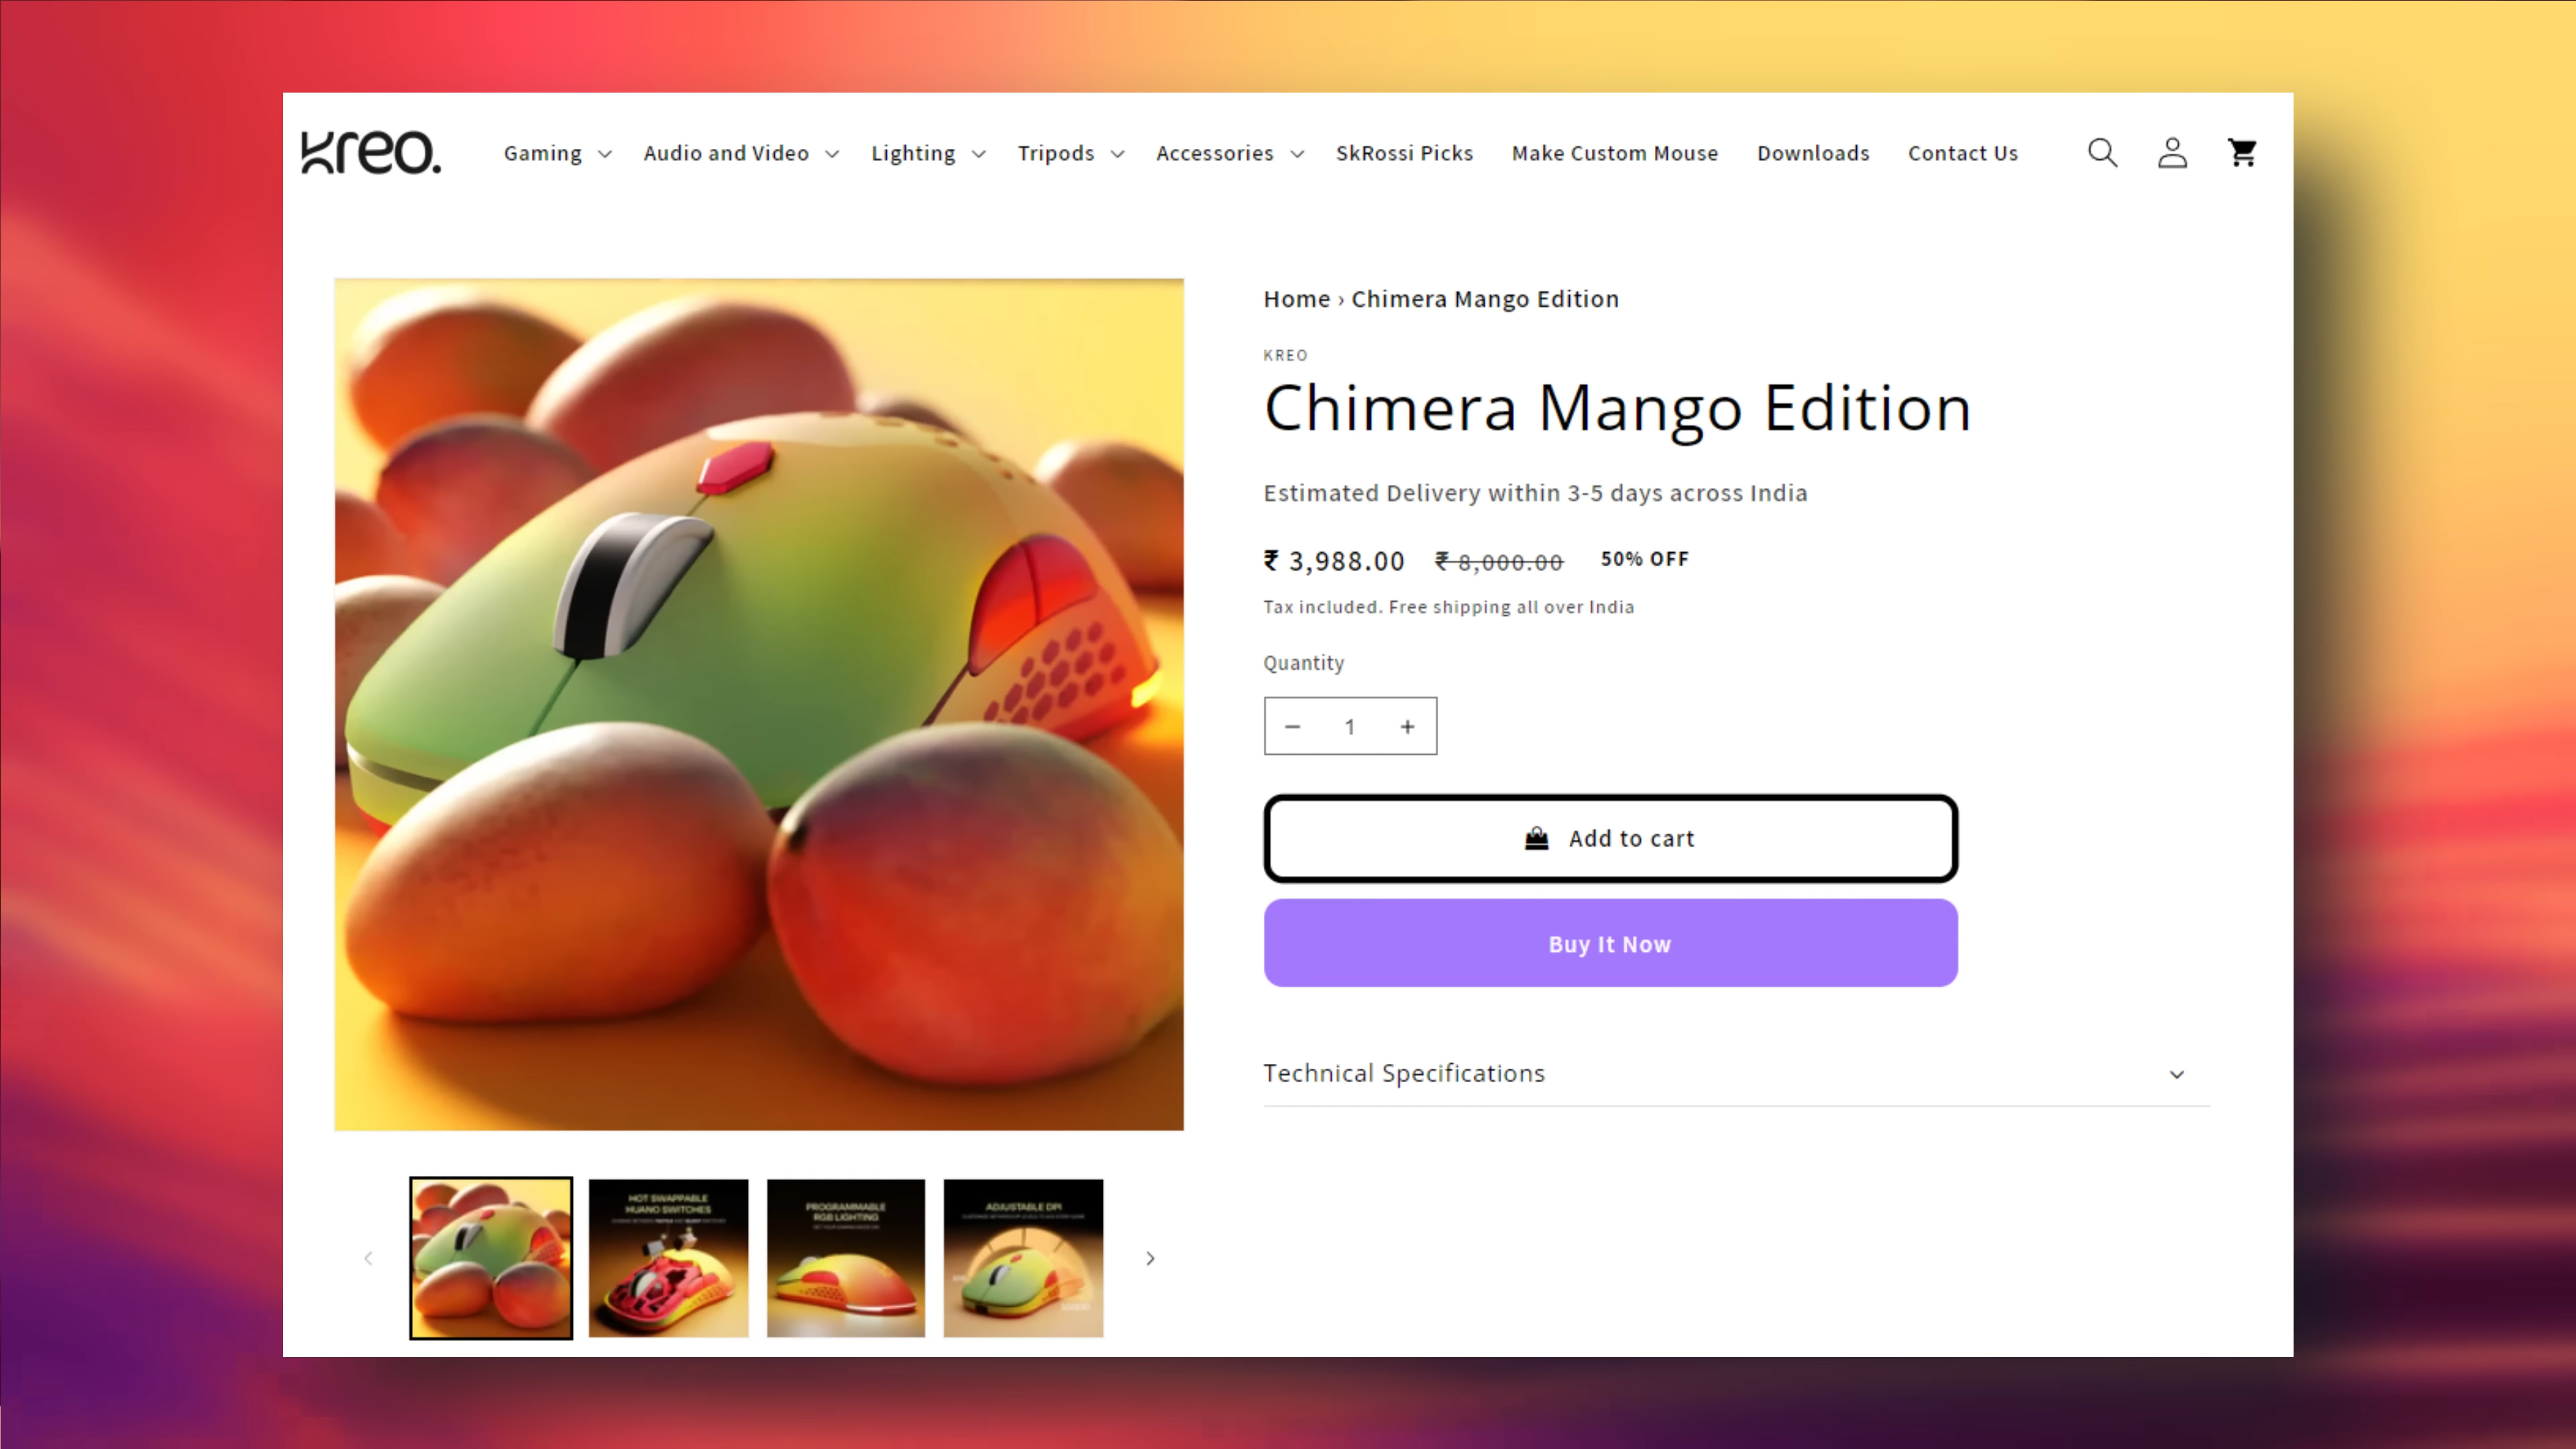 kreo.
Gaming Audio and Video Lighting Tripods Accessories SkRossi Picks Make Custom Mouse Downloads Contact Us
Home › Chimera Mango Edition
KREO
Chimera Mango Edition
Estimated Delivery within 3-5 days across India
₹ 3,988.00 ₹ 8,000.00 50% OFF
Tax included. Free shipping all over India
Quantity
− 1 +
Add to cart
Buy It Now
Technical Specifications
HOT SWAPPABLE
HUANO SWITCHES
PROGRAMMABLE
RGB LIGHTING
ADJUSTABLE DPI